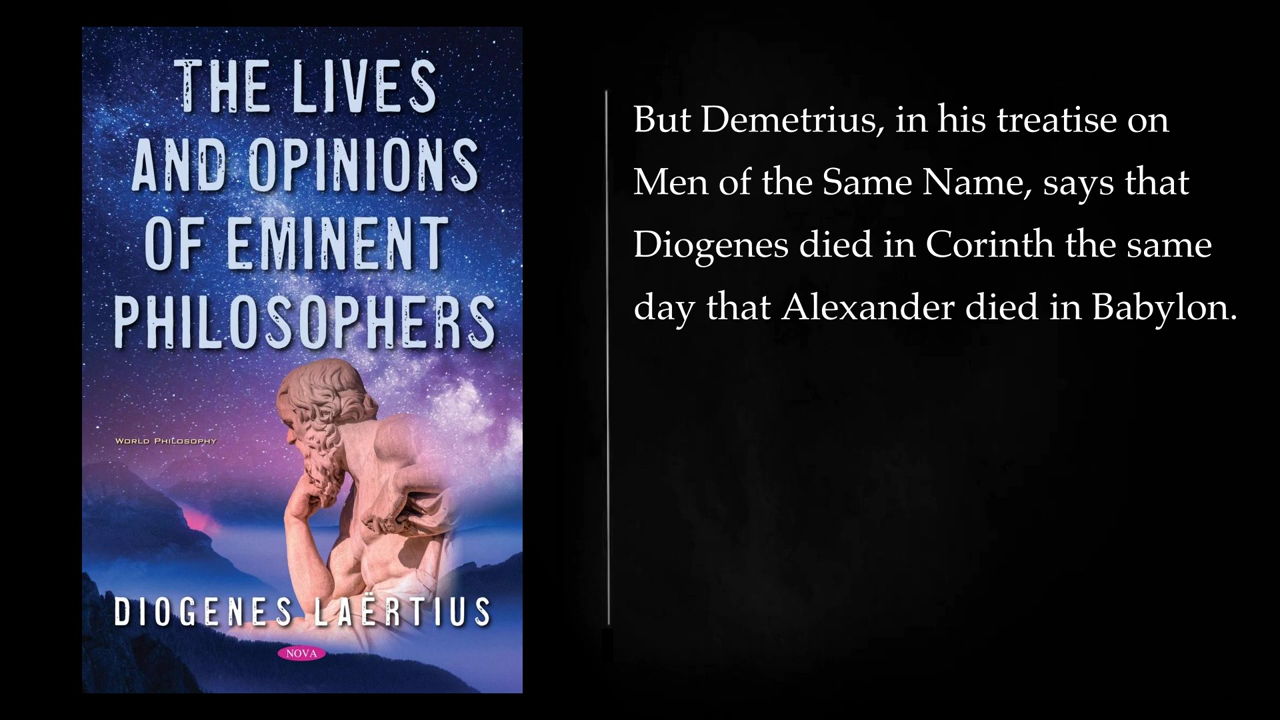 THE LIVES
AND OPINIONS
OF EMINENT
PHILOSOPHERS
WORLD PHILOSOPHY
DIOGENES LAËRTIUS
NOVA
But Demetrius, in his treatise on
Men of the Same Name, says that
Diogenes died in Corinth the same
day that Alexander died in Babylon.